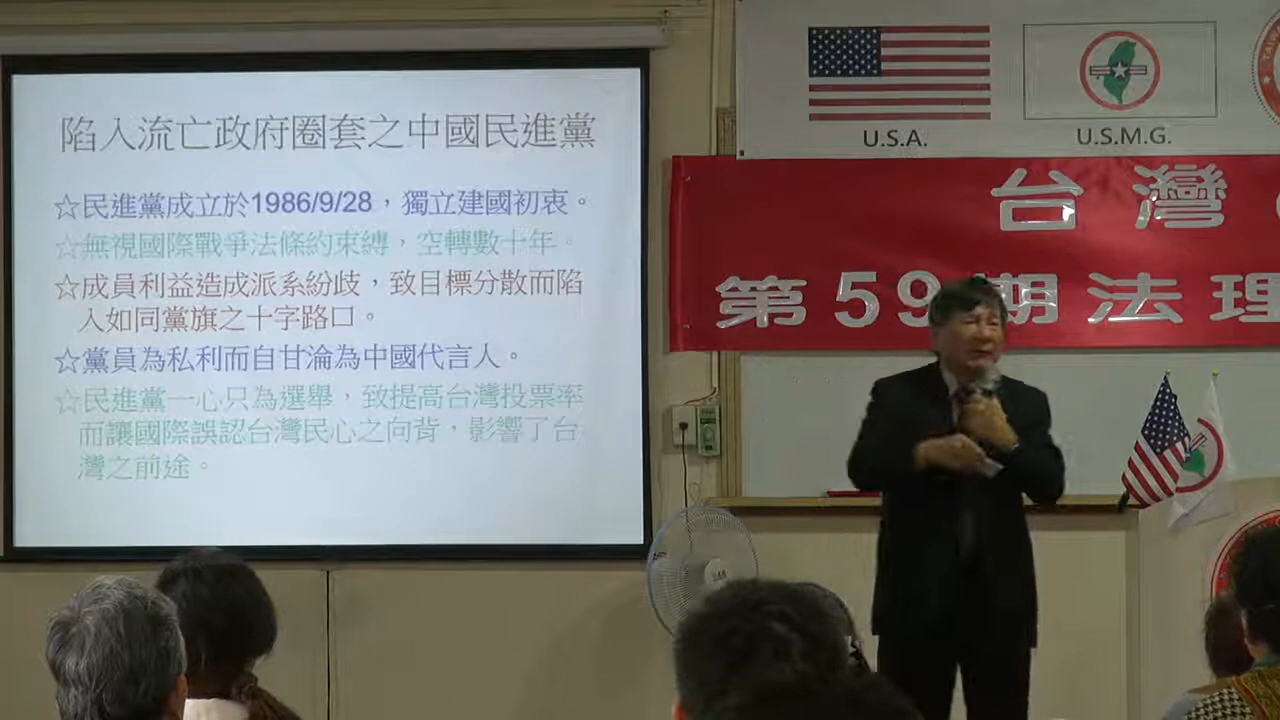 陷入流亡政府圈套之中國民進黨
☆民進黨成立於1986/9/28，獨立建國初衷。
☆無視國際戰爭法條約束縛，空轉數十年。
☆成員利益造成派系紛歧，致目標分散而陷
入如同黨旗之十字路口。
☆黨員為私利而自甘淪為中國代言人。
☆民進黨一心只為選舉，致提高台灣投票率
而讓國際誤認台灣民心之向背，影響了台
灣之前途。
U.S.A.
U.S.M.G.
台灣
第59期法理